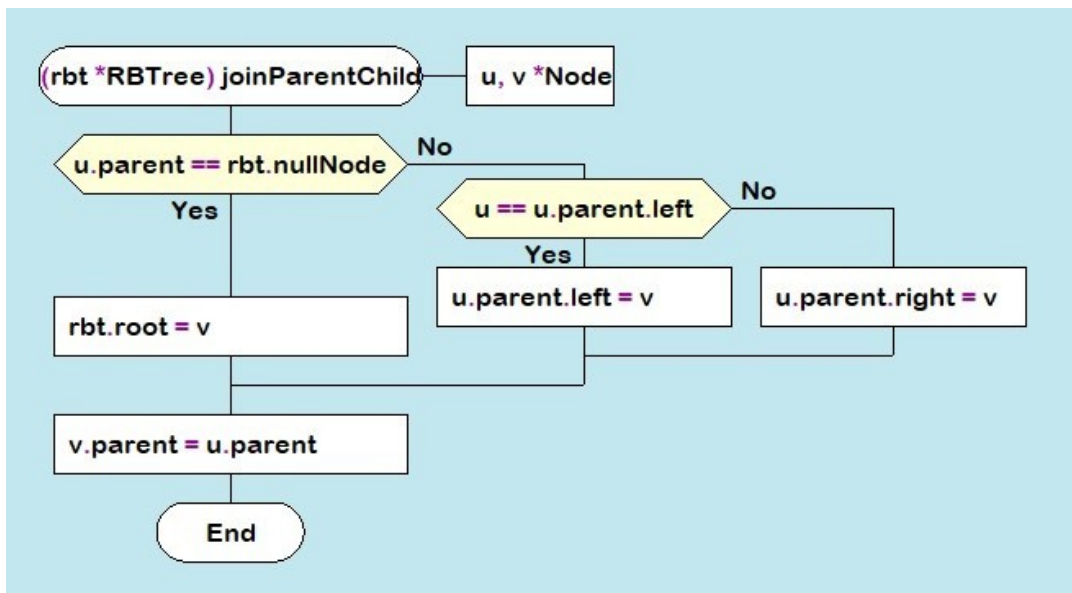 (rbt *RBTree) joinParentChild
u, v *Node
u.parent == rbt.nullNode
No
Yes
u == u.parent.left
No
Yes
rbt.root = v
u.parent.left = v
u.parent.right = v
v.parent = u.parent
End